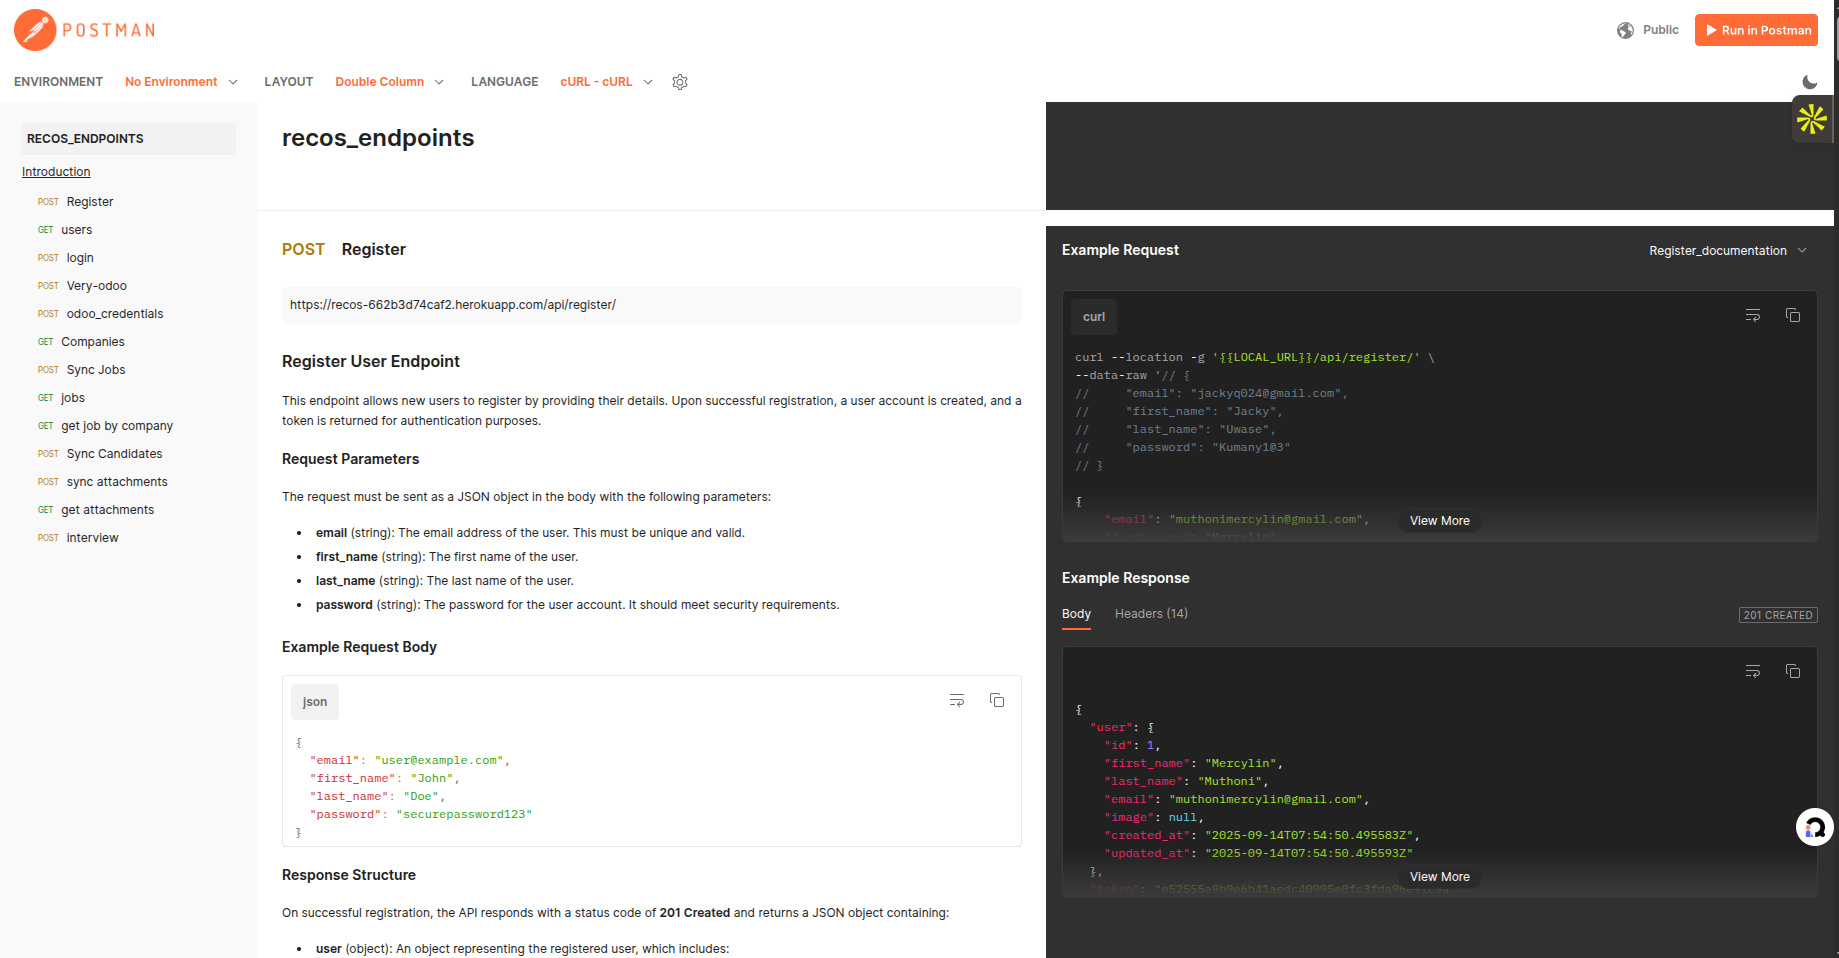 POSTMAN
Public
Run in Postman
ENVIRONMENT No Environment LAYOUT Double Column LANGUAGE cURL - cURL
RECOS_ENDPOINTS
Introduction
POST Register
GET users
POST login
POST Very-odoo
POST odoo_credentials
GET Companies
POST Sync Jobs
GET jobs
GET get job by company
POST Sync Candidates
POST sync attachments
GET get attachments
POST interview
recos_endpoints
POST Register
https://recos-662b3d74caf2.herokuapp.com/api/register/
Register User Endpoint
This endpoint allows new users to register by providing their details. Upon successful registration, a user account is created, and a
token is returned for authentication purposes.
Request Parameters
The request must be sent as a JSON object in the body with the following parameters:
• email (string): The email address of the user. This must be unique and valid.
• first_name (string): The first name of the user.
• last_name (string): The last name of the user.
• password (string): The password for the user account. It should meet security requirements.
Example Request Body
json
{
"email": "user@example.com",
"first_name": "John",
"last_name": "Doe",
"password": "securepassword123"
}
Response Structure
On successful registration, the API responds with a status code of 201 Created and returns a JSON object containing:
• user (object): An object representing the registered user, which includes:
Example Request
Register_documentation
curl
curl --location -g '{{LOCAL_URL}}/api/register/' \
--data-raw '// {
// "email": "jackyq024@gmail.com",
// "first_name": "Jacky",
// "last_name": "Uwase",
// "password": "Kumany1@3"
// }
{
"email": "muthonimercylin@gmail.com",
View More
Example Response
Body Headers (14)
201 CREATED
{
"user": {
"id": 1,
"first_name": "Mercylin",
"last_name": "Muthoni",
"email": "muthonimercylin@gmail.com",
"image": null,
"created_at": "2025-09-14T07:54:50.495583Z",
"updated_at": "2025-09-14T07:54:50.495593Z"
},
"token":
View More